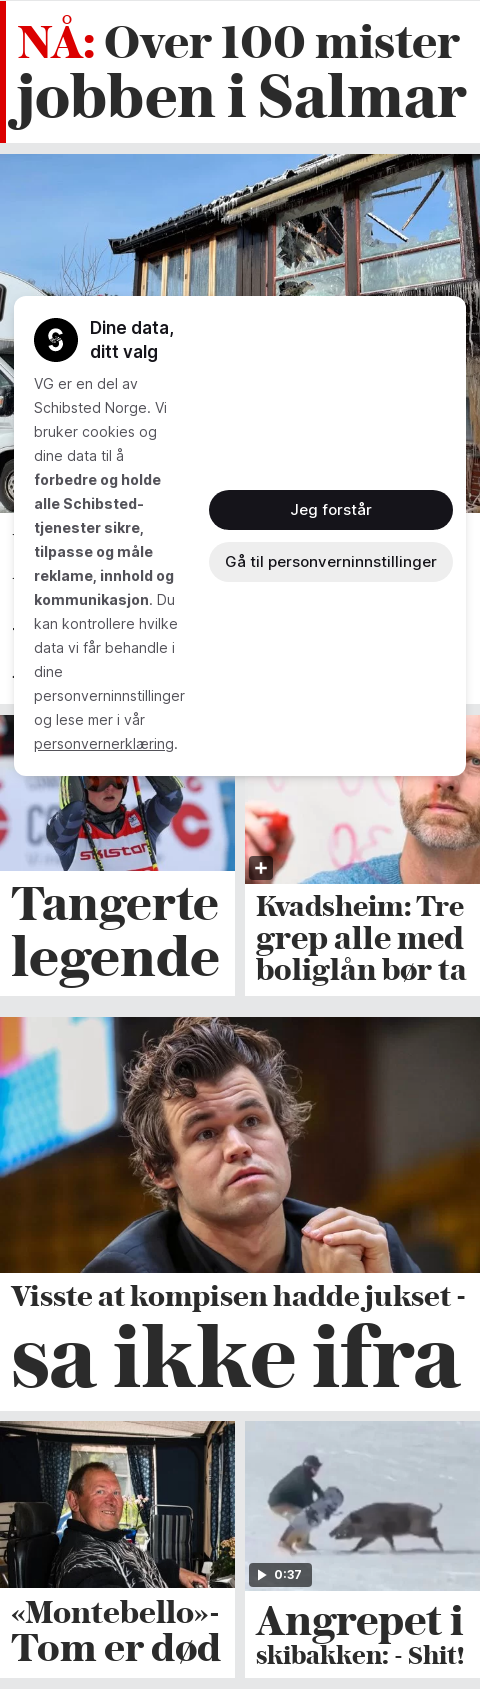 NÅ: Over 100 mister
jobben i Salmar
Dine data,
ditt valg
VG er en del av
Schibsted Norge. Vi
bruker cookies og
dine data til å
forbedre og holde
alle Schibsted-
tjenester sikre,
tilpasse og måle
reklame, innhold og
kommunikasjon. Du
kan kontrollere hvilke
data vi får behandle i
dine
personverninnstillinger
og lese mer i vår
personvernerklæring.
Jeg forstår
Gå til personverninnstillinger
skistar
Tangerte
legende
Kvadsheim: Tre
grep alle med
boliglån bør ta
Visste at kompisen hadde jukset -
sa ikke ifra
«Montebello»-
Tom er død
0:37
Angrepet i
skibakken: - Shit!